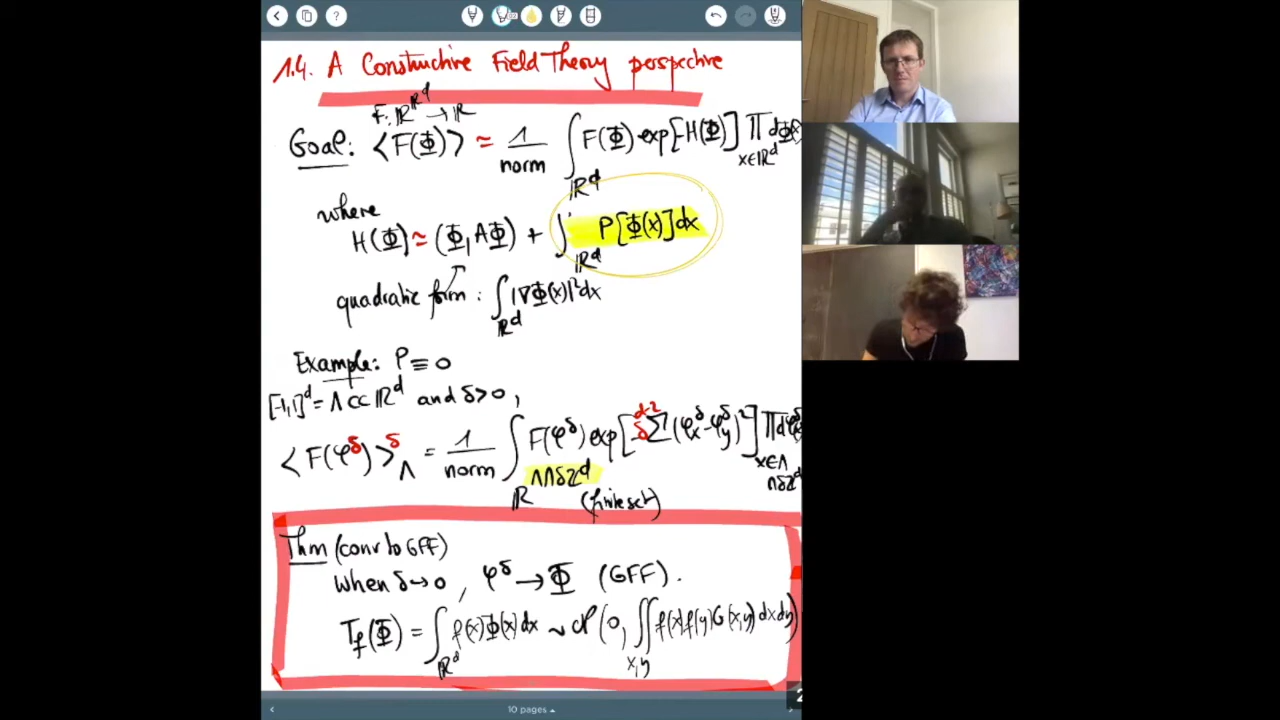 1.4. A Constructive Field Theory perspective
F: ℝ^{ℝ^d} → ℝ
Goal: <F(Φ)> ≃ 1/norm ∫_{ℝ^{ℝ^d}} F(Φ) exp[-H(Φ)] ∏_{x∈ℝ^d} dΦ(x)
where
H(Φ) ≃ (Φ, AΦ) + ∫_{ℝ^d} P[Φ(x)]dx
quadratic form : ∫_{ℝ^d} |∇Φ(x)|²dx
Example: P ≡ 0
[-1,1]^d = Λ ⊂⊂ ℝ^d and δ>0,
<F(φ^δ)>^δ_Λ = 1/norm ∫_{ℝ^{Λ∩δℤ^d}} F(φ^δ) exp[-δ^{d-2} Σ (φ^δ_x - φ^δ_y)²] ∏_{x∈Λ∩δℤ^d} dφ^δ_x
(finite set)
Thm (conv to GFF)
When δ→0, φ^δ → Φ (GFF).
T_f(Φ) = ∫_{ℝ^d} f(x)Φ(x)dx ~ 𝒩(0, ∬_{x,y} f(x)f(y)G(x,y)dxdy)
10 pages